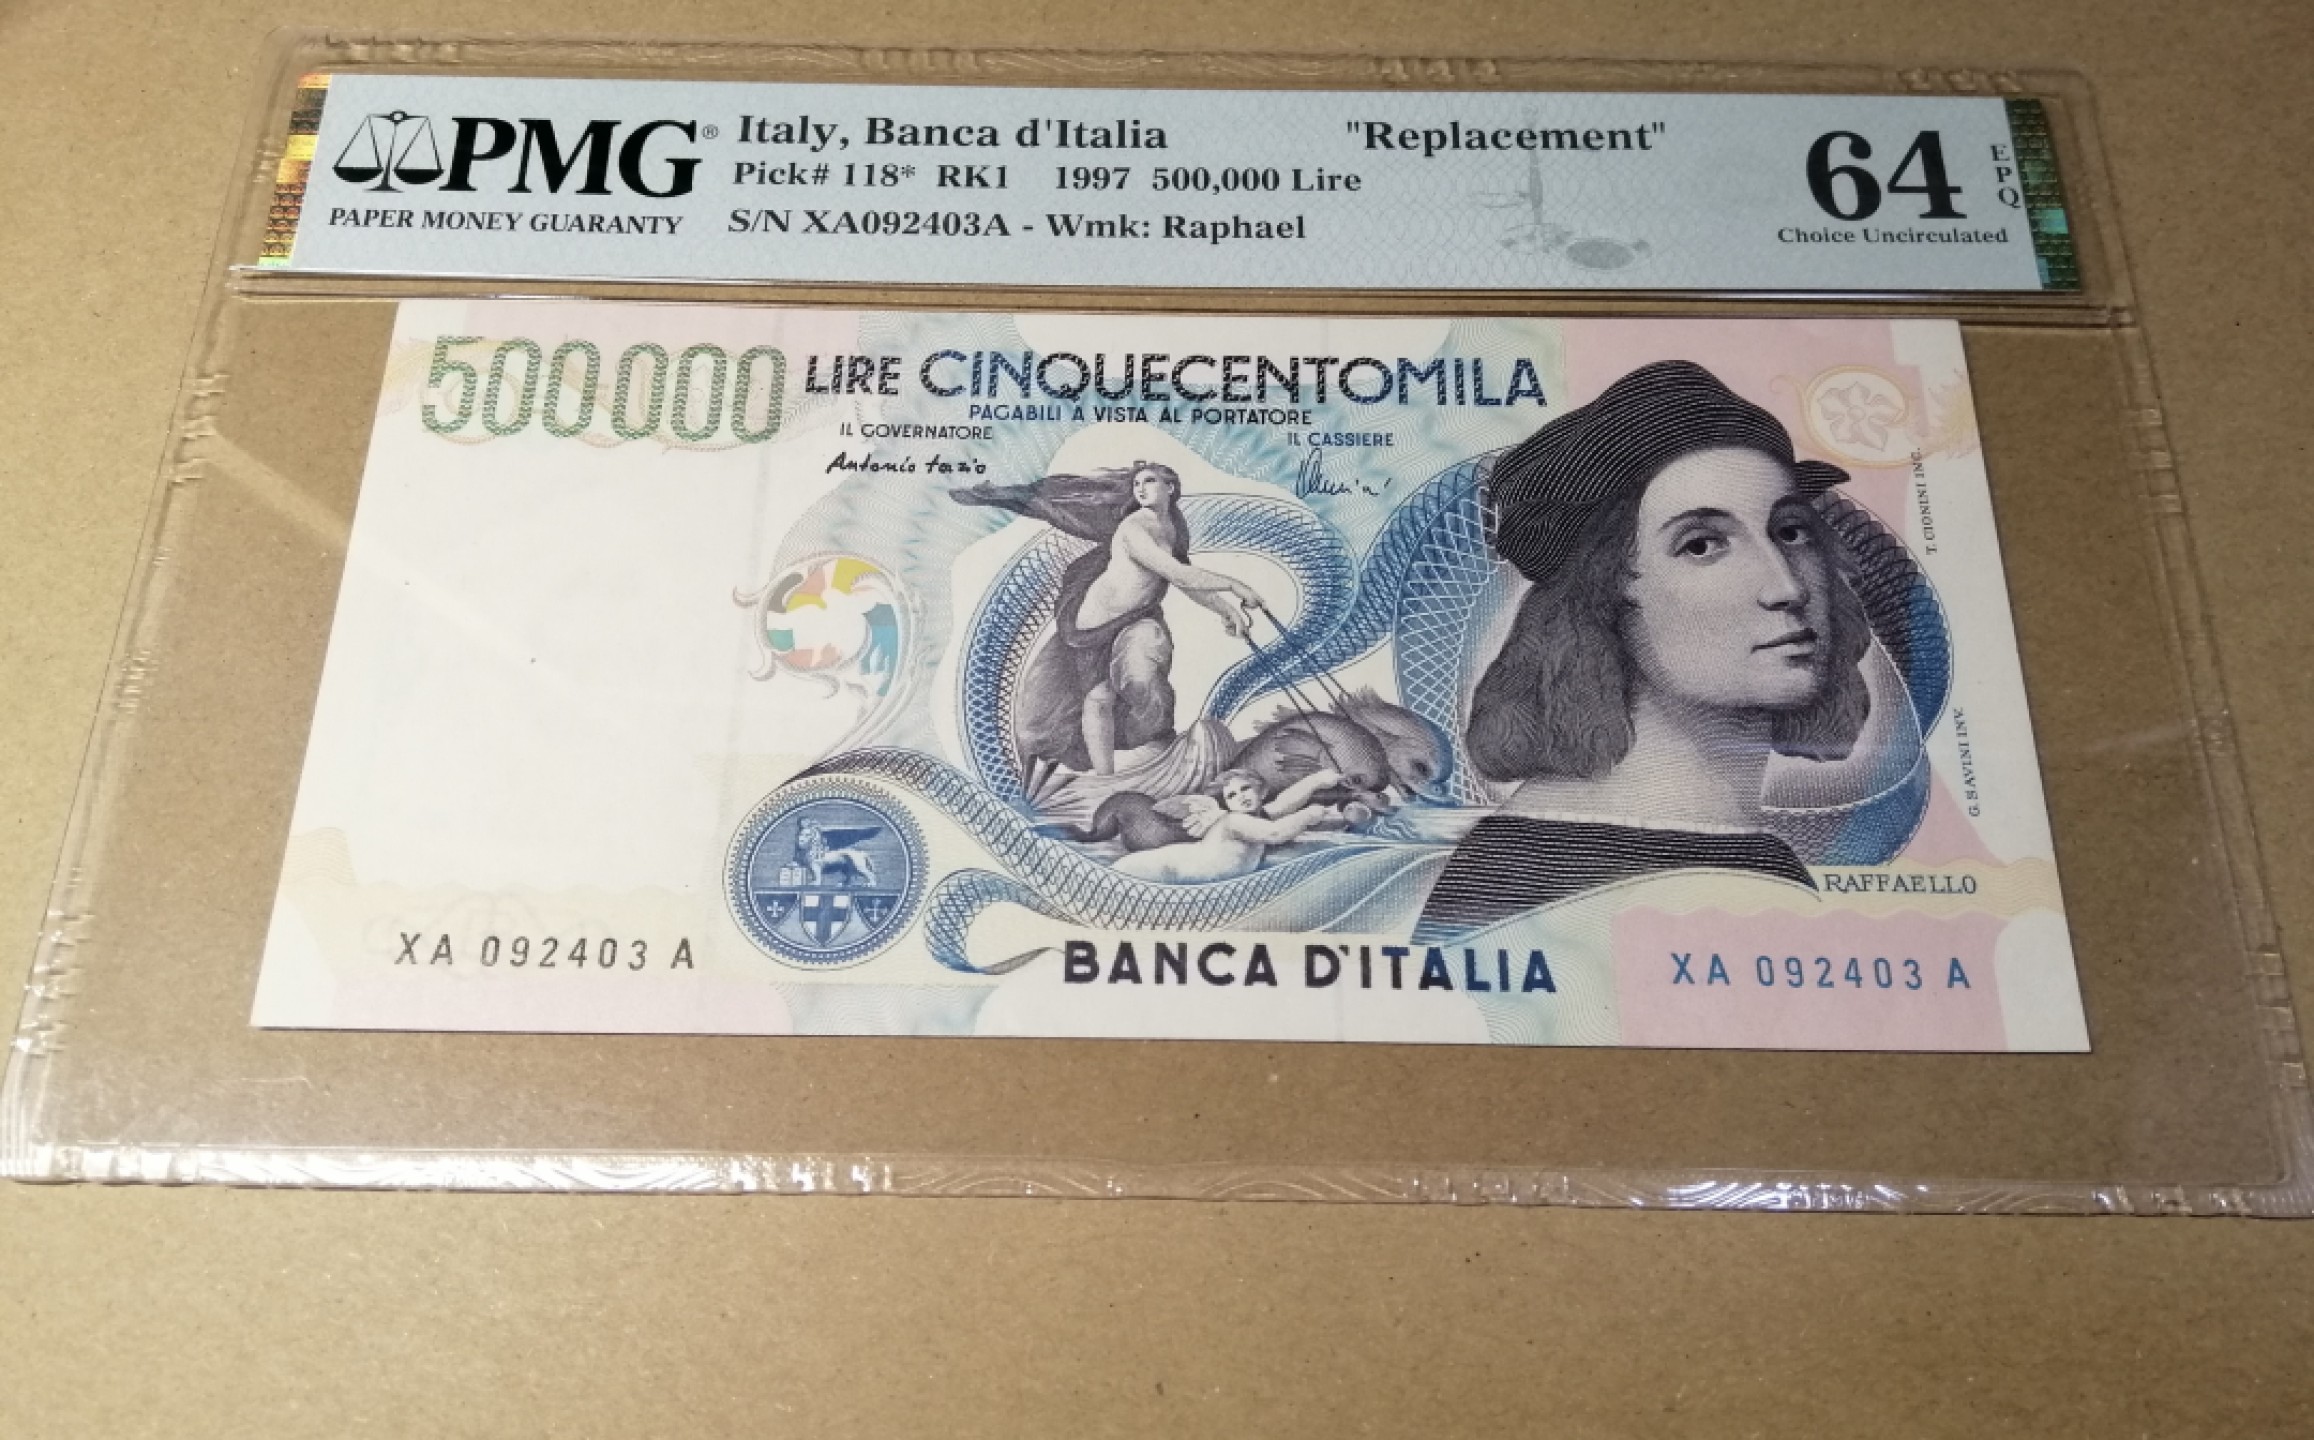 PMG®
PAPER MONEY GUARANTY
Italy, Banca d'Italia "Replacement"
Pick# 118* RK1 1997 500,000 Lire
S/N XA092403A - Wmk: Raphael
64 EPQ
Choice Uncirculated
500000 LIRE CINQUECENTOMILA
PAGABILI A VISTA AL PORTATORE
IL GOVERNATORE
IL CASSIERE
Antonio Fazio
T. CIONINI INC.
G. SAVINI INV.
RAFFAELLO
XA 092403 A
BANCA D'ITALIA
XA 092403 A